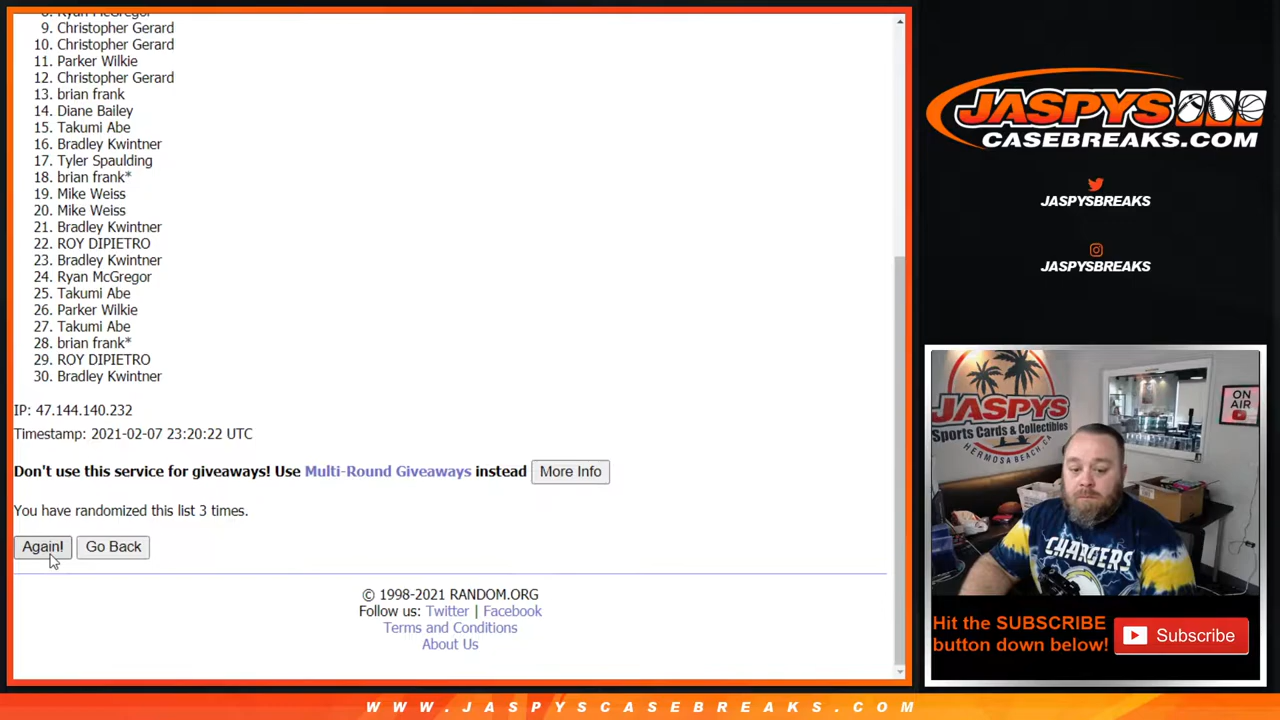 8. Ryan McGregor
9. Christopher Gerard
10. Christopher Gerard
11. Parker Wilkie
12. Christopher Gerard
13. brian frank
14. Diane Bailey
15. Takumi Abe
16. Bradley Kwintner
17. Tyler Spaulding
18. brian frank*
19. Mike Weiss
20. Mike Weiss
21. Bradley Kwintner
22. ROY DIPIETRO
23. Bradley Kwintner
24. Ryan McGregor
25. Takumi Abe
26. Parker Wilkie
27. Takumi Abe
28. brian frank*
29. ROY DIPIETRO
30. Bradley Kwintner
IP: 47.144.140.232
Timestamp: 2021-02-07 23:20:22 UTC
Don't use this service for giveaways! Use Multi-Round Giveaways instead More Info
You have randomized this list 3 times.
Again! Go Back
© 1998-2021 RANDOM.ORG
Follow us: Twitter | Facebook
Terms and Conditions
About Us
JASPYS
CASEBREAKS.COM
JASPYSBREAKS
JASPYSBREAKS
JASPYS
Sports Cards & Collectibles
HERMOSA BEACH, CA
ON AIR
CHARGERS
Hit the SUBSCRIBE
button down below!
Subscribe
WWW.JASPYSCASEBREAKS.COM